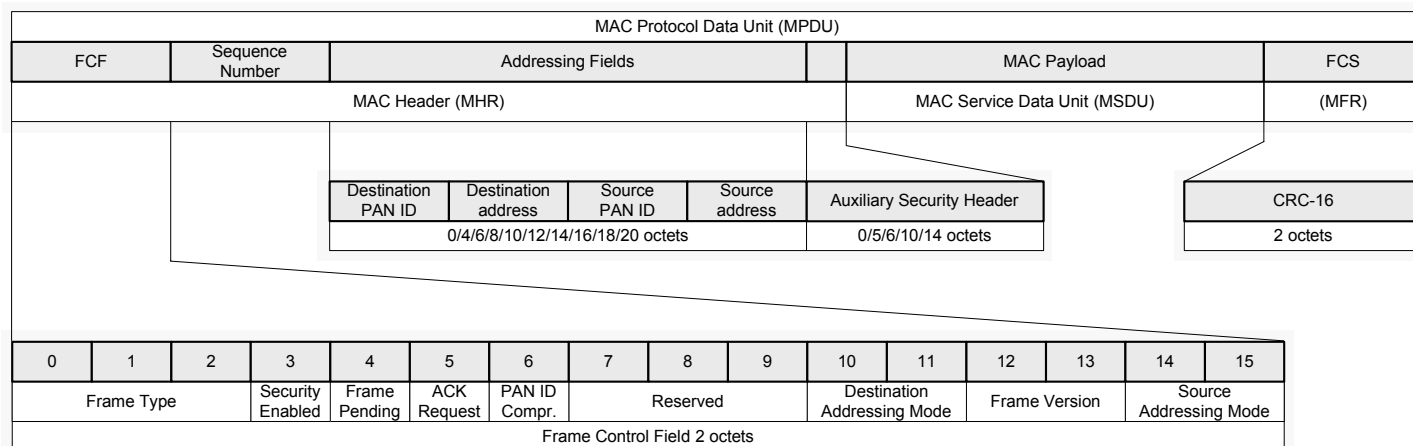 MAC Protocol Data Unit (MPDU)
FCF
Sequence
Number
Addressing Fields
MAC Payload
FCS
MAC Header (MHR)
MAC Service Data Unit (MSDU)
(MFR)
Destination
PAN ID
Destination
address
Source
PAN ID
Source
address
Auxiliary Security Header
CRC-16
0/4/6/8/10/12/14/16/18/20 octets
0/5/6/10/14 octets
2 octets
0 1 2 3 4 5 6 7 8 9 10 11 12 13 14 15
Frame Type
Security
Enabled
Frame
Pending
ACK
Request
PAN ID
Compr.
Reserved
Destination
Addressing Mode
Frame Version
Source
Addressing Mode
Frame Control Field 2 octets